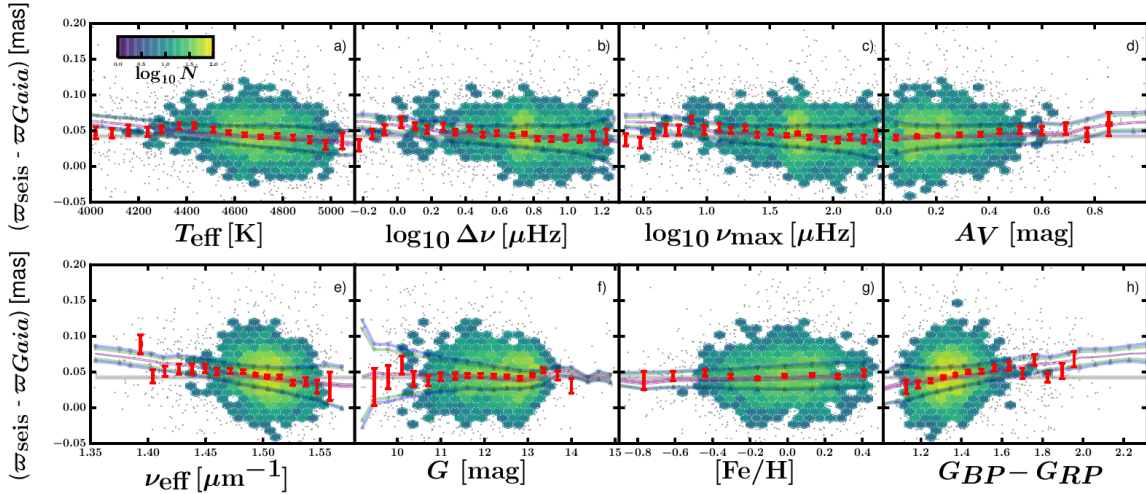 (ϖseis - ϖGaia) [mas]
0.20
0.15
0.10
0.05
0.00
−0.05
a) b) c) d)
0.0 0.5 1.0 1.5 2.0
log10 N
4000 4200 4400 4600 4800 5000
−0.2 0.0 0.2 0.4 0.6 0.8 1.0 1.2
0.5 1.0 1.5 2.0
0.0 0.2 0.4 0.6 0.8
Teff [K] log10 Δν [μHz] log10 νmax [μHz] AV [mag]
(ϖseis - ϖGaia) [mas]
0.20
0.15
0.10
0.05
0.00
−0.05
e) f) g) h)
1.35 1.40 1.45 1.50 1.55
10 11 12 13 14 15
−0.8 −0.6 −0.4 −0.2 0.0 0.2 0.4
1.2 1.4 1.6 1.8 2.0 2.2
νeff [μm−1] G [mag] [Fe/H] GBP − GRP